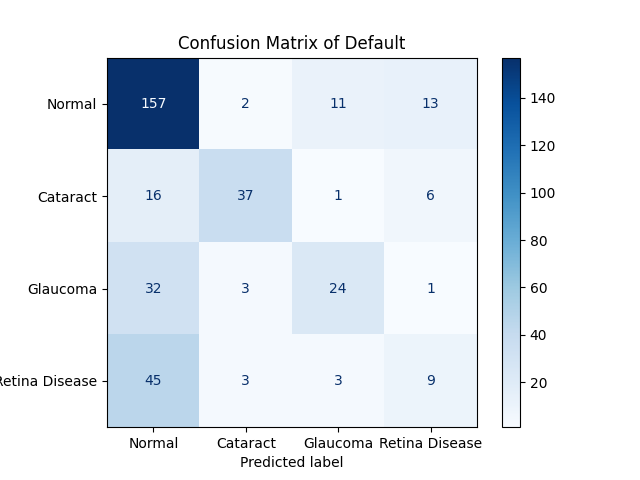 Confusion Matrix of Default
Normal 157 2 11 13
Cataract 16 37 1 6
Glaucoma 32 3 24 1
etina Disease 45 3 3 9
Normal Cataract Glaucoma Retina Disease
Predicted label
140
120
100
80
60
40
20